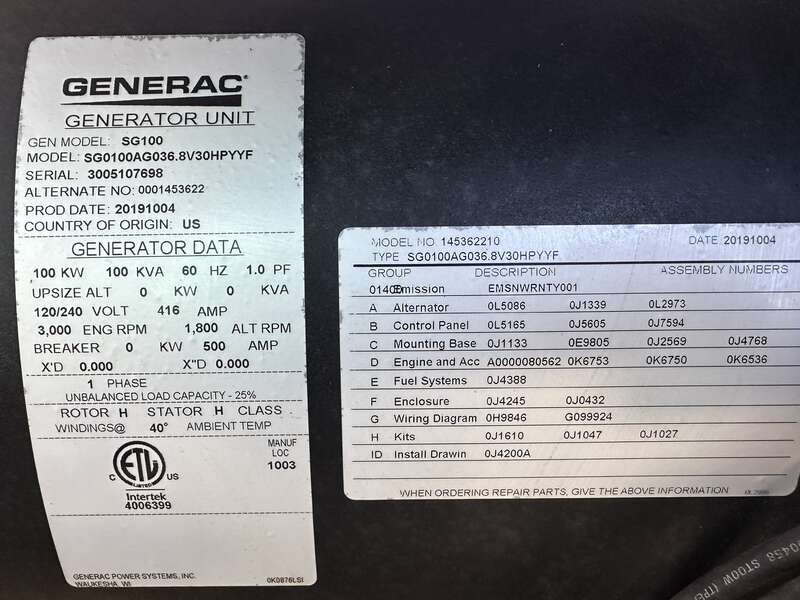 GENERAC
GENERATOR UNIT
GEN MODEL: SG100
MODEL: SG0100AG036.8V30HPYYF
SERIAL: 3005107698
ALTERNATE NO: 0001453622
PROD DATE: 20191004
COUNTRY OF ORIGIN: US
GENERATOR DATA
100 KW 100 KVA 60 HZ 1.0 PF
UPSIZE ALT 0 KW 0 KVA
120/240 VOLT 416 AMP
3,000 ENG RPM 1,800 ALT RPM
BREAKER 0 KW 500 AMP
X'D 0.000 X"D 0.000
1 PHASE
UNBALANCED LOAD CAPACITY - 25%
ROTOR H STATOR H CLASS
WINDINGS@ 40° AMBIENT TEMP
MANUF
LOC
1003
C ETL US
LISTED
Intertek
4006399
GENERAC POWER SYSTEMS, INC.
WAUKESHA, WI
0K0876LSI
MODEL NO 145362210 DATE 20191004
TYPE SG0100AG036.8V30HPYYF
GROUP DESCRIPTION ASSEMBLY NUMBERS
01400 Emission EMSNWRNTY001
A Alternator 0L5086 0J1339 0L2973
B Control Panel 0L5165 0J5605 0J7594
C Mounting Base 0J1133 0E9805 0J2569 0J4768
D Engine and Acc A0000080562 0K6753 0K6750 0K6536
E Fuel Systems 0J4388
F Enclosure 0J4245 0J0432
G Wiring Diagram 0H9846 G099924
H Kits 0J1610 0J1047 0J1027
ID Install Drawin 0J4200A
WHEN ORDERING REPAIR PARTS, GIVE THE ABOVE INFORMATION